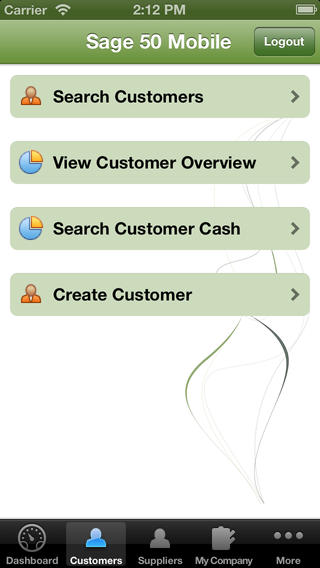 Carrier 2:12 PM
Sage 50 Mobile Logout
Search Customers
View Customer Overview
Search Customer Cash
Create Customer
Dashboard Customers Suppliers My Company More